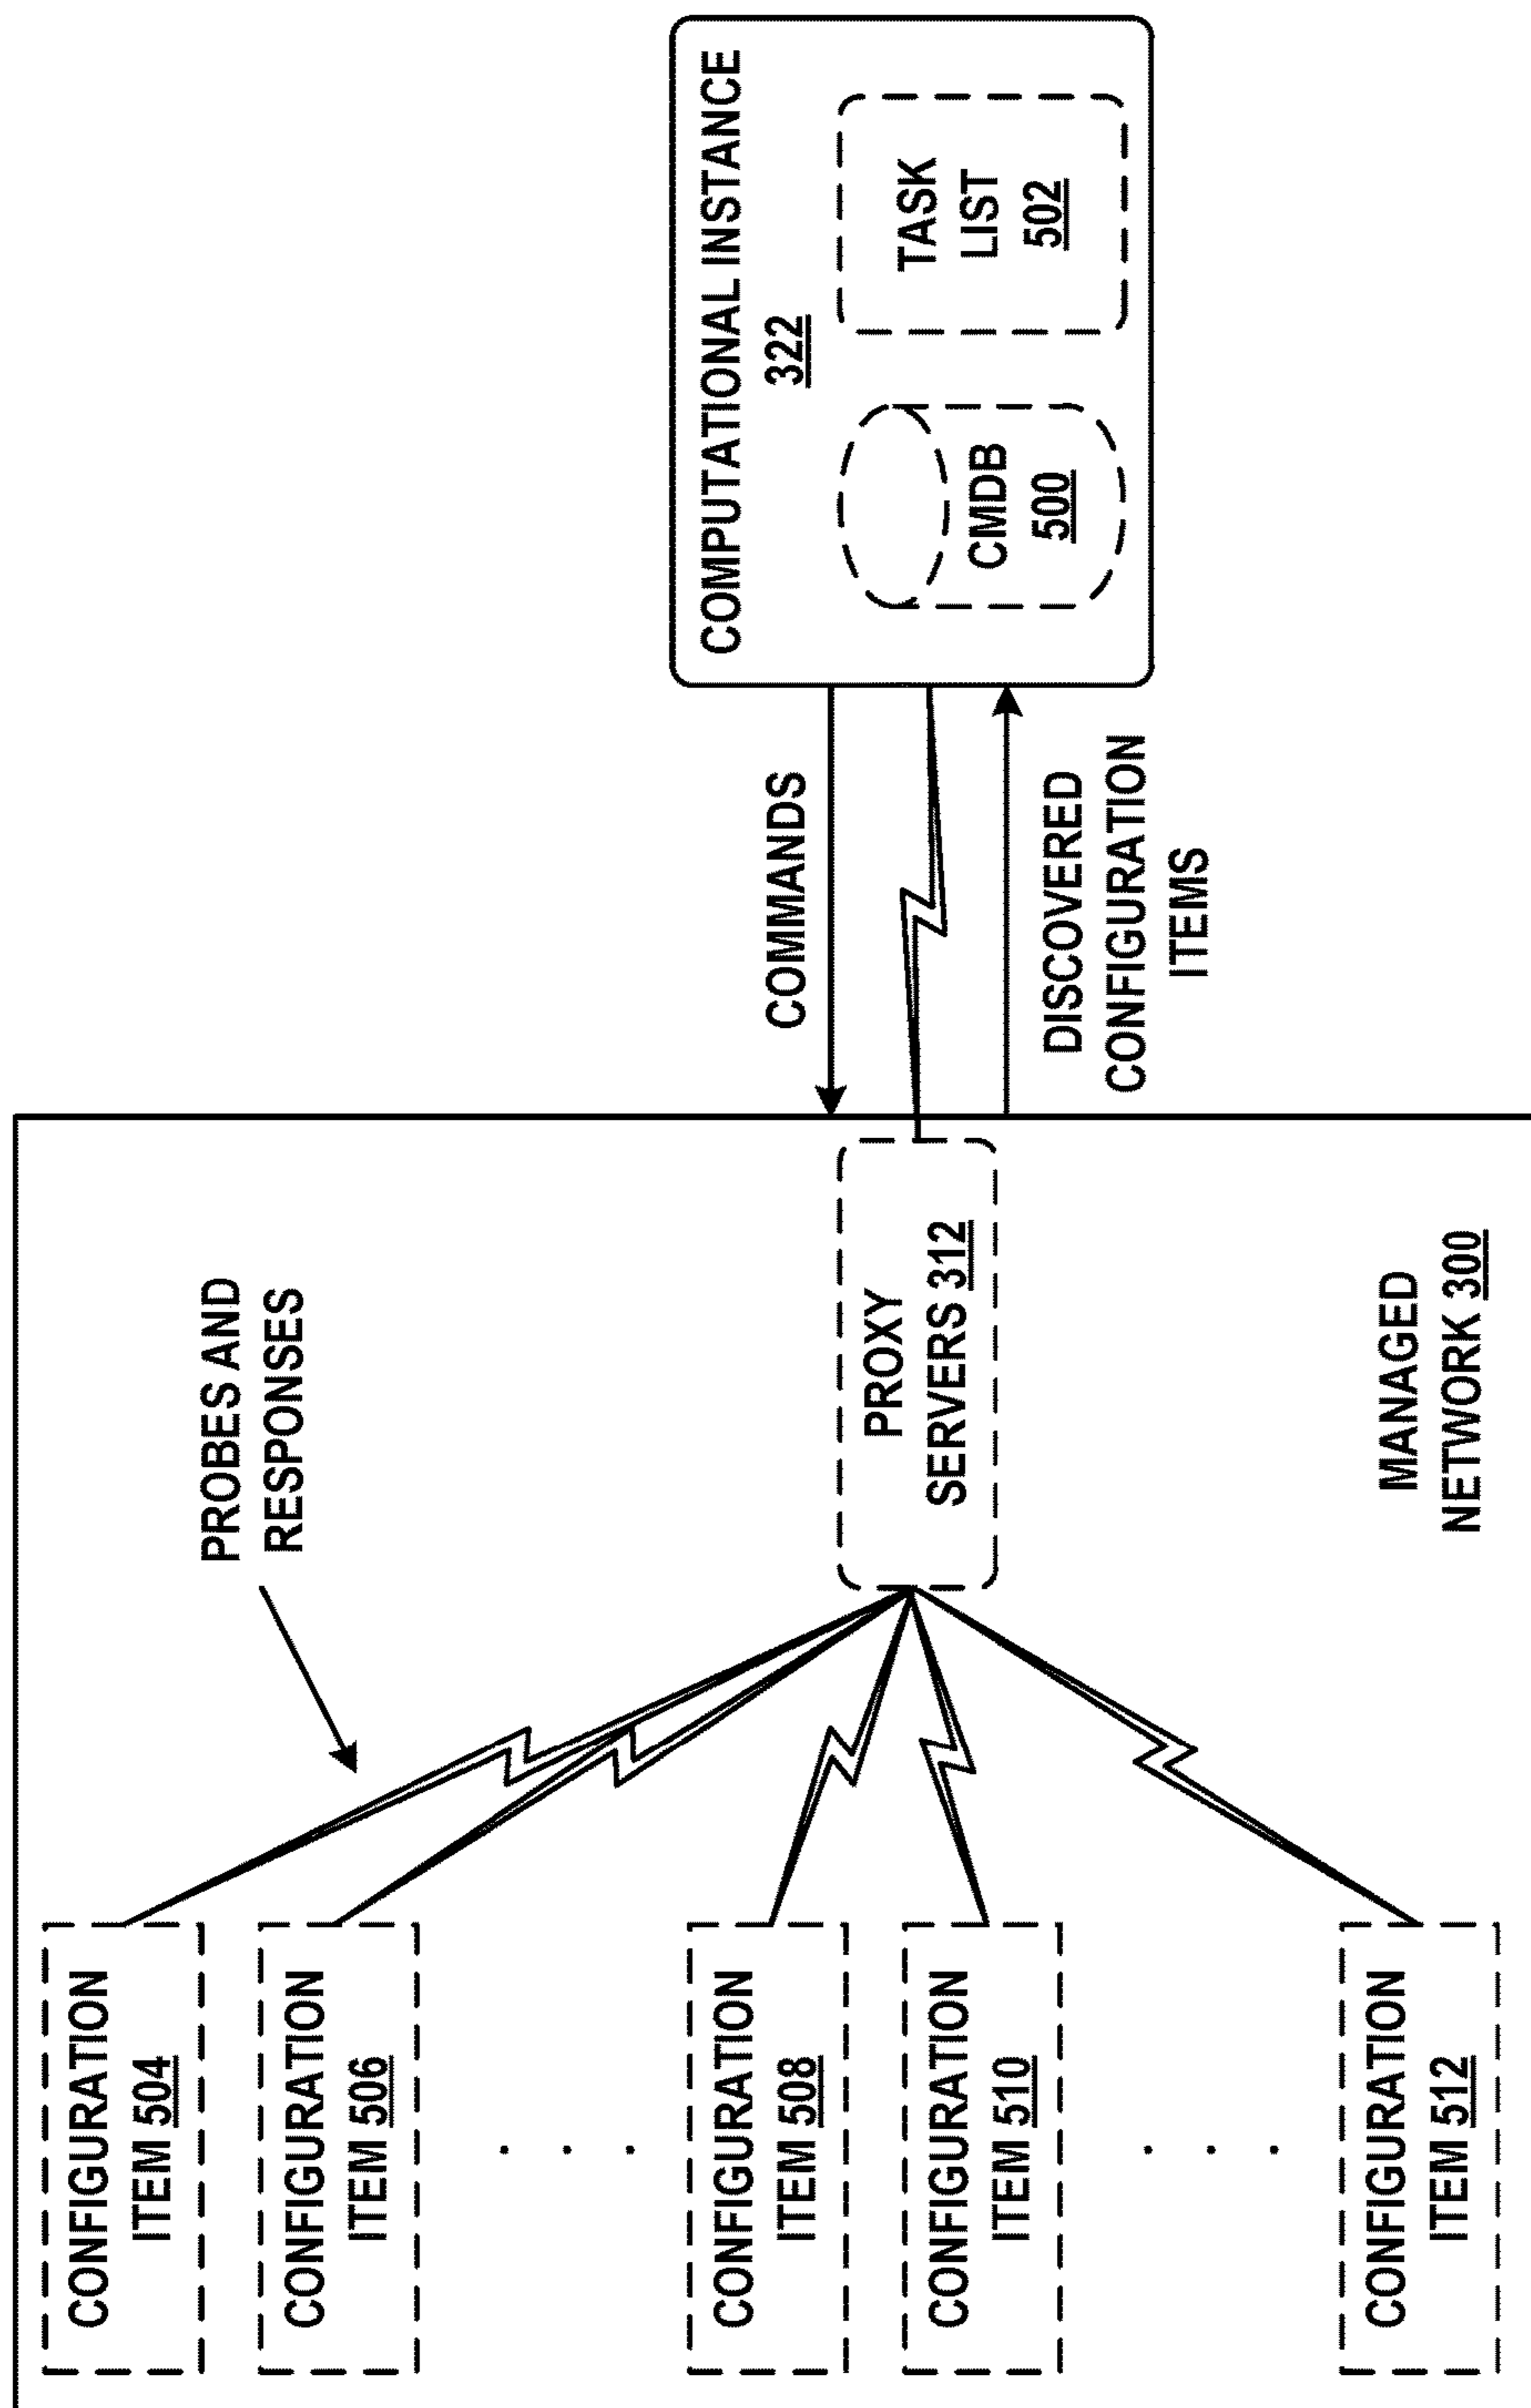 CONFIGURATION
ITEM 504
CONFIGURATION
ITEM 506
. . .
CONFIGURATION
ITEM 508
CONFIGURATION
ITEM 510
. . .
CONFIGURATION
ITEM 512
PROBES AND
RESPONSES
PROXY
SERVERS 312
MANAGED
NETWORK 300
COMMANDS
DISCOVERED
CONFIGURATION
ITEMS
COMPUTATIONAL INSTANCE
322
CMDB
500
TASK
LIST
502